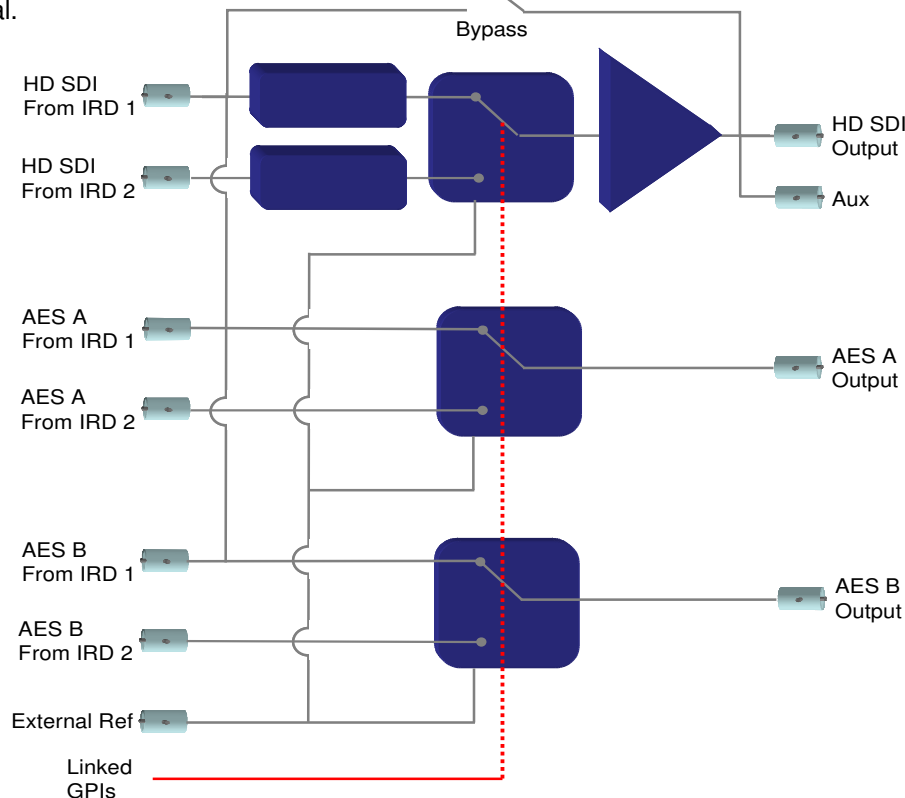 al.
Bypass
HD SDI
From IRD 1
HD SDI
From IRD 2
HD SDI
Output
Aux
AES A
From IRD 1
AES A
From IRD 2
AES A
Output
AES B
From IRD 1
AES B
From IRD 2
AES B
Output
External Ref
Linked
GPIs